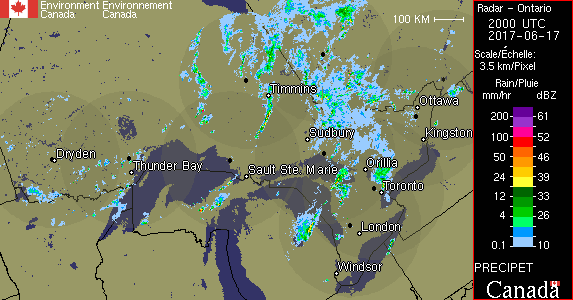 Environment Environnement
Canada Canada
100 KM
Radar - Ontario
2000 UTC
2017-06-17
Scale/Échelle:
3.5 km/Pixel
Rain/Pluie
mm/hr dBZ
200 61
100 52
50 46
24 39
12 33
4 26
0.1 10
PRECIPET
Canada
Timmins
Ottawa
Sudbury
Kingston
Dryden
Thunder Bay
Sault Ste. Marie
Orillia
Toronto
London
Windsor